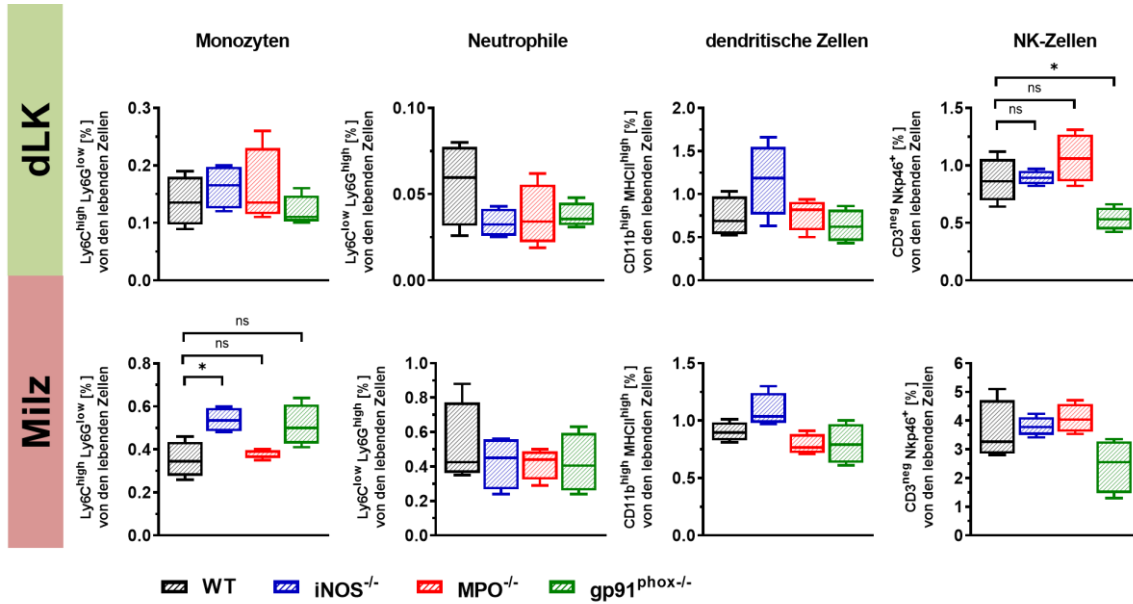 Monozyten
Neutrophile
dendritische Zellen
NK-Zellen
dLK
Ly6C^high Ly6G^low [%]
von den lebenden Zellen
0.3
0.2
0.1
0.0
Ly6C^low Ly6G^high [%]
von den lebenden Zellen
0.10
0.05
0.00
CD11b^high MHCII^high [%]
von den lebenden Zellen
2.0
1.5
1.0
0.5
0.0
CD3^neg Nkp46^+ [%]
von den lebenden Zellen
1.5
1.0
0.5
0.0
*
ns
ns
Milz
Ly6C^high Ly6G^low [%]
von den lebenden Zellen
0.8
0.6
0.4
0.2
0.0
ns
ns
*
Ly6C^low Ly6G^high [%]
von den lebenden Zellen
1.0
0.8
0.6
0.4
0.2
0.0
CD11b^high MHCII^high [%]
von den lebenden Zellen
1.5
1.0
0.5
0.0
CD3^neg Nkp46^+ [%]
von den lebenden Zellen
6
5
4
3
2
1
0
WT
iNOS^-/-
MPO^-/-
gp91^phox-/-